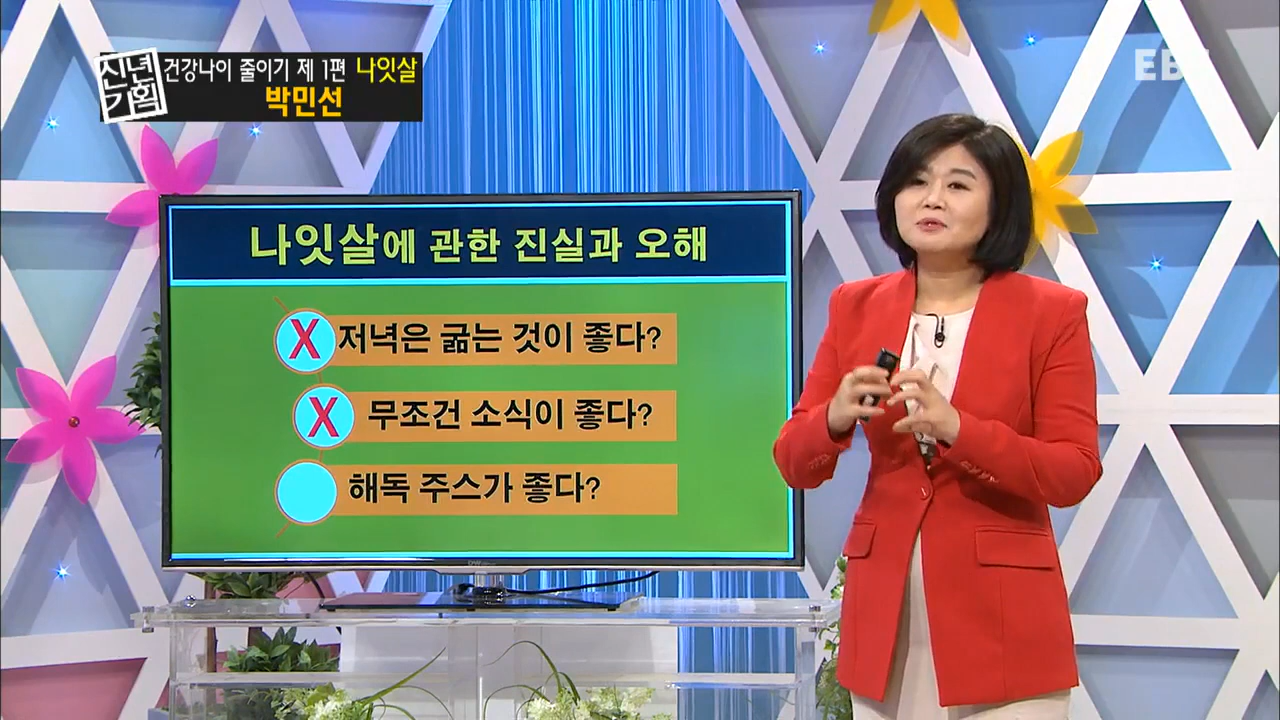 신년
기획
건강나이 줄이기 제 1편 나잇살
박민선
EB
나잇살에 관한 진실과 오해
X 저녁은 굶는 것이 좋다?
X 무조건 소식이 좋다?
해독 주스가 좋다?